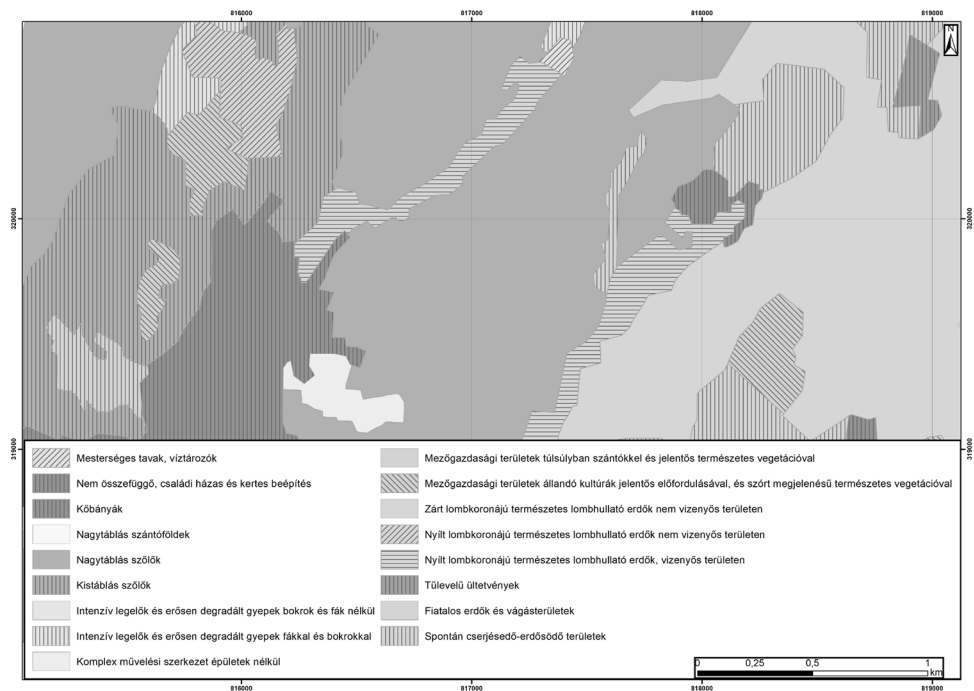 816000 817000 818000 819000
N
320000 320000
319000 319000
Mesterséges tavak, víztározók
Nem összefüggő, családi házas és kertes beépítés
Kőbányák
Nagytáblás szántóföldek
Nagytáblás szőlők
Kistáblás szőlők
Intenzív legelők és erősen degradált gyepek bokrok és fák nélkül
Intenzív legelők és erősen degradált gyepek fákkal és bokrokkal
Komplex művelési szerkezet épületek nélkül
Mezőgazdasági területek túlsúlyban szántókkel és jelentős természetes vegetációval
Mezőgazdasági területek állandó kultúrák jelentős előfordulásával, és szórt megjelenésű természetes vegetációval
Zárt lombkoronájú természetes lombhullató erdők nem vizenyős területen
Nyílt lombkoronájú természetes lombhullató erdők nem vizenyős területen
Nyílt lombkoronájú természetes lombhullató erdők, vizenyős területen
Tűlevelű ültetvények
Fiatalos erdők és vágásterületek
Spontán cserjésedő-erdősödő területek
0 0,25 0,5 1
km
816000 817000 818000 819000